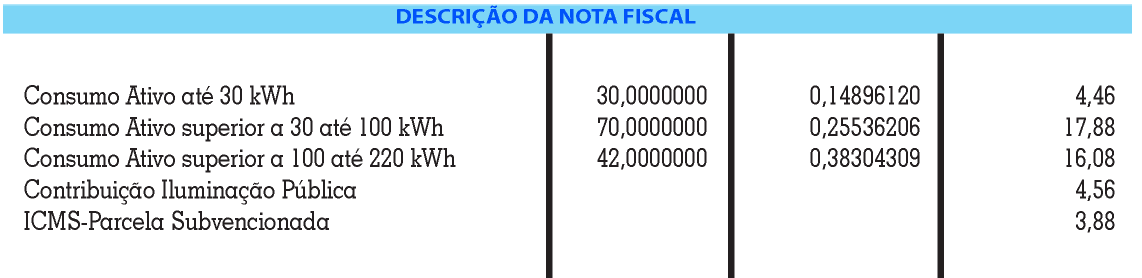 DESCRIÇÃO DA NOTA FISCAL
Consumo Ativo até 30 kWh 30,0000000 0,14896120 4,46
Consumo Ativo superior a 30 até 100 kWh 70,0000000 0,25536206 17,88
Consumo Ativo superior a 100 até 220 kWh 42,0000000 0,38304309 16,08
Contribuição Iluminação Pública 4,56
ICMS-Parcela Subvencionada 3,88